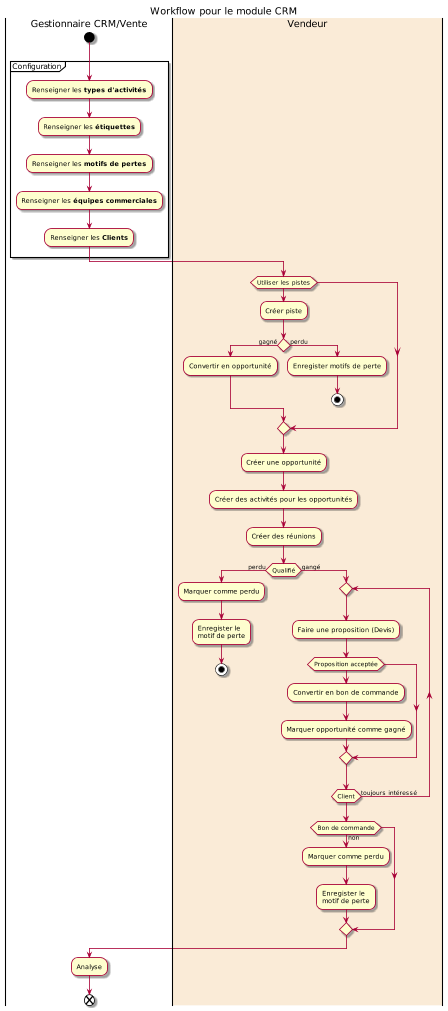 Workflow pour le module CRM
Gestionnaire CRM/Vente
Vendeur
Configuration
Renseigner les types d'activités
Renseigner les étiquettes
Renseigner les motifs de pertes
Renseigner les équipes commerciales
Renseigner les Clients
Utiliser les pistes
Créer piste
gagné
perdu
Convertir en opportunité
Enregister motifs de perte
Créer une opportunité
Créer des activités pour les opportunités
Créer des réunions
perdu
Qualifié
gangé
Marquer comme perdu
Enregister le
motif de perte
Faire une proposition (Devis)
Proposition acceptée
Convertir en bon de commande
Marquer opportunité comme gagné
Client
toujours intéressé
Bon de commande
non
Marquer comme perdu
Enregister le
motif de perte
Analyse